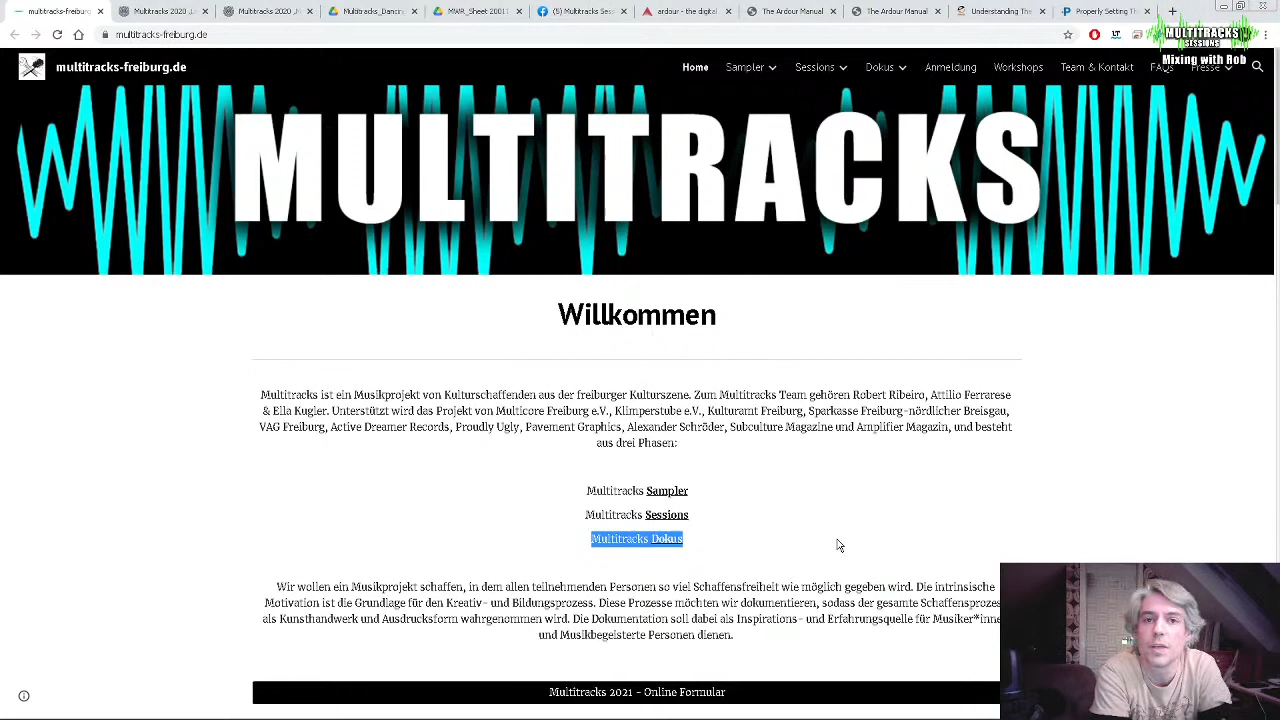 multitracks-freiburg
Multitracks 2020
Multitracks 2020
Multitracks_Dancin
MWR_Sheet 2001
(5) Multitracks Ses
ardour - the digital
The Ardour Manual
The Ardour Manual
Understanding The
Properly Setting Th
multitracks-freiburg.de
MULTITRACKS
SESSIONS
Mixing with Rob
multitracks-freiburg.de
Home
Sampler
Sessions
Dokus
Anmeldung
Workshops
Team & Kontakt
FAQs
Presse
MULTITRACKS
Willkommen
Multitracks ist ein Musikprojekt von Kulturschaffenden aus der freiburger Kulturszene. Zum Multitracks Team gehören Robert Ribeiro, Attilio Ferrarese
& Ella Kugler. Unterstützt wird das Projekt von Multicore Freiburg e.V., Klimperstube e.V., Kulturamt Freiburg, Sparkasse Freiburg-nördlicher Breisgau,
VAG Freiburg, Active Dreamer Records, Proudly Ugly, Pavement Graphics, Alexander Schröder, Subculture Magazine und Amplifier Magazin, und besteht
aus drei Phasen:
Multitracks Sampler
Multitracks Sessions
Multitracks Dokus
Wir wollen ein Musikprojekt schaffen, in dem allen teilnehmenden Personen so viel Schaffensfreiheit wie möglich gegeben wird. Die intrinsische
Motivation ist die Grundlage für den Kreativ- und Bildungsprozess. Diese Prozesse möchten wir dokumentieren, sodass der gesamte Schaffensproze
als Kunsthandwerk und Ausdrucksform wahrgenommen wird. Die Dokumentation soll dabei als Inspirations- und Erfahrungsquelle für Musiker*inne
und Musikbegeisterte Personen dienen.
Multitracks 2021 - Online Formular